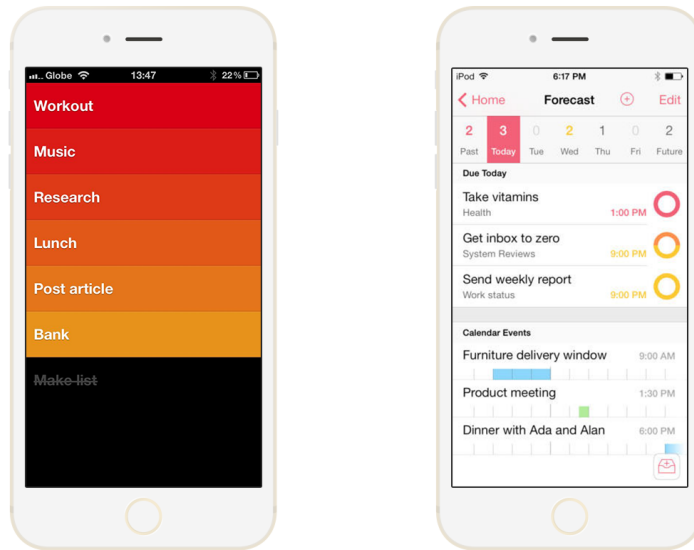 Globe 13:47 22%
Workout
Music
Research
Lunch
Post article
Bank
Make list
iPod 6:17 PM
Home Forecast Edit
2 3 0 2 1 0 2
Past Today Tue Wed Thu Fri Future
Due Today
Take vitamins
Health 1:00 PM
Get inbox to zero
System Reviews 9:00 PM
Send weekly report
Work status 9:00 PM
Calendar Events
Furniture delivery window 9:00 AM
Product meeting 1:30 PM
Dinner with Ada and Alan 6:00 PM